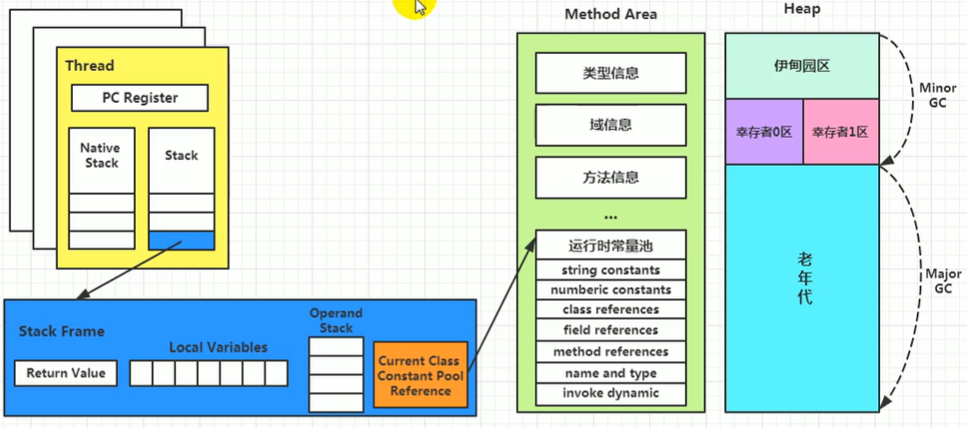 Thread
PC Register
Native
Stack
Stack
Stack Frame
Return Value
Local Variables
Operand
Stack
Current Class
Constant Pool
Reference
Method Area
类型信息
域信息
方法信息
...
运行时常量池
string constants
numberic constants
class references
field references
method references
name and type
invoke dynamic
Heap
伊甸园区
幸存者0区
幸存者1区
老
年
代
Minor
GC
Major
GC